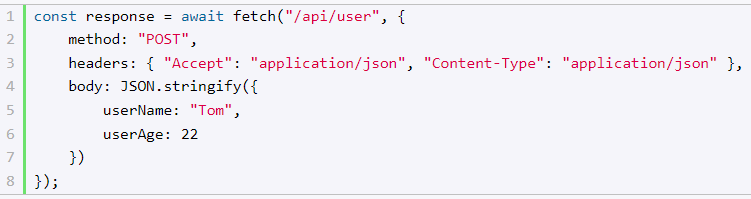 1 const response = await fetch("/api/user", {
2     method: "POST",
3     headers: { "Accept": "application/json", "Content-Type": "application/json" },
4     body: JSON.stringify({
5         userName: "Tom",
6         userAge: 22
7     })
8 });